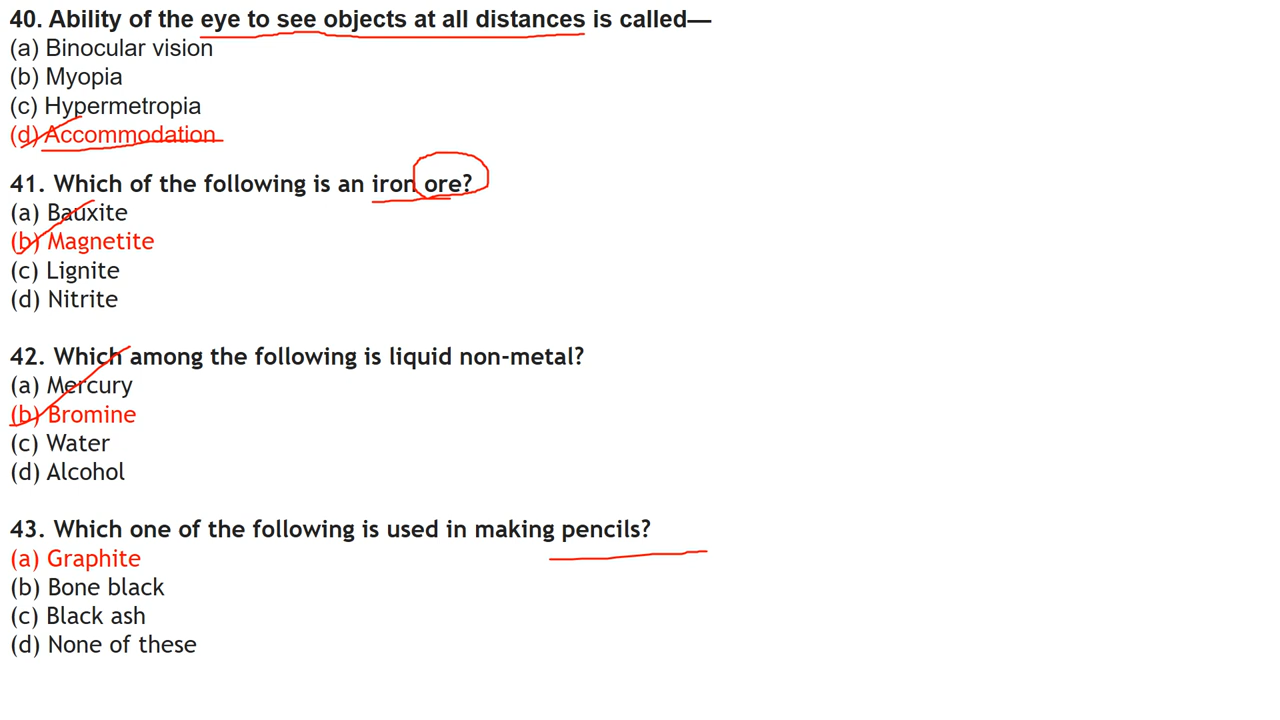 40. Ability of the eye to see objects at all distances is called—
(a) Binocular vision
(b) Myopia
(c) Hypermetropia
(d) Accommodation
41. Which of the following is an iron ore?
(a) Bauxite
(b) Magnetite
(c) Lignite
(d) Nitrite
42. Which among the following is liquid non-metal?
(a) Mercury
(b) Bromine
(c) Water
(d) Alcohol
43. Which one of the following is used in making pencils?
(a) Graphite
(b) Bone black
(c) Black ash
(d) None of these